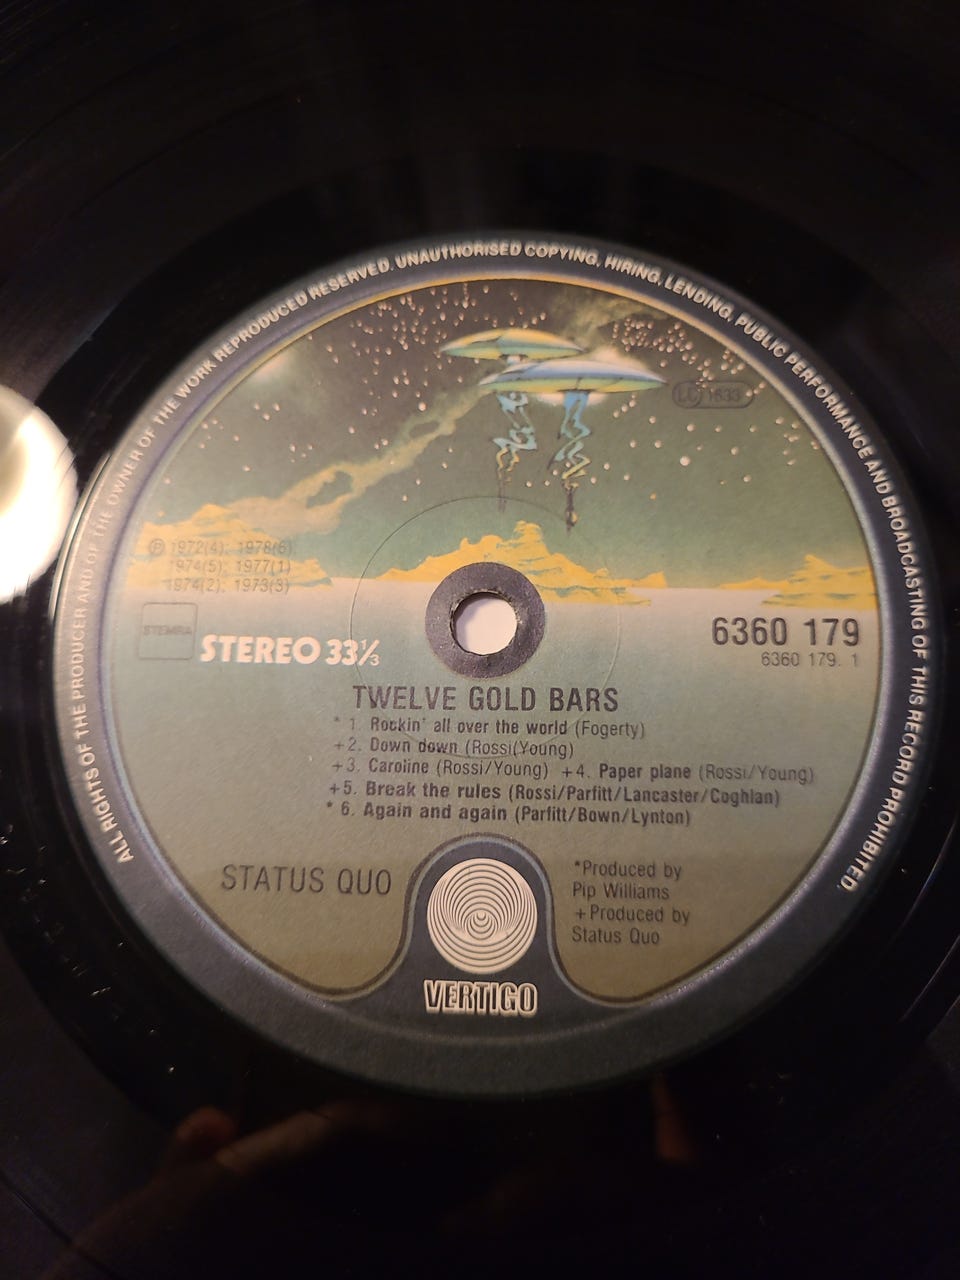 ALL RIGHTS OF THE PRODUCER AND OF THE OWNER OF THE WORK REPRODUCED RESERVED. UNAUTHORISED COPYING, HIRING, LENDING, PUBLIC PERFORMANCE AND BROADCASTING OF THIS RECORD PROHIBITED.
LC 1633
℗ 1972(4); 1978(6);
1974(5); 1977(1)
1974(2); 1973(3)
STEMRA
STEREO 33⅓
6360 179
6360 179. 1
TWELVE GOLD BARS
* 1. Rockin' all over the world (Fogerty)
+2. Down down (Rossi(Young)
+3. Caroline (Rossi/Young) +4. Paper plane (Rossi/Young)
+5. Break the rules (Rossi/Parfitt/Lancaster/Coghlan)
* 6. Again and again (Parfitt/Bown/Lynton)
STATUS QUO
*Produced by
Pip Williams
+Produced by
Status Quo
VERTIGO